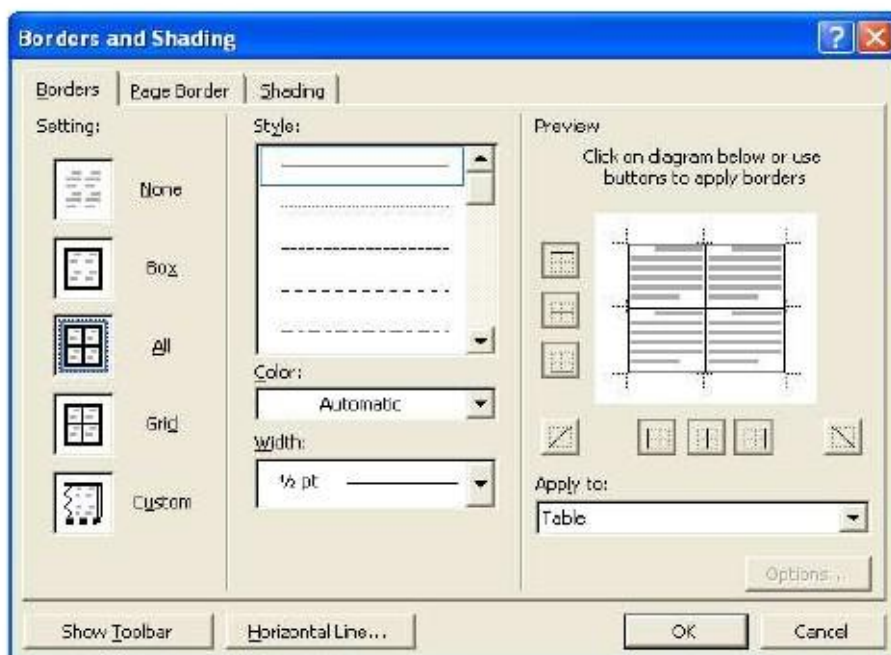 Borders and Shading
Borders
Page Border
Shading
Setting:
None
Box
All
Grid
Custom
Style:
Color:
Automatic
Width:
½ pt
Preview
Click on diagram below or use
buttons to apply borders
Apply to:
Table
Options...
Show Toolbar
Horizontal Line...
OK
Cancel